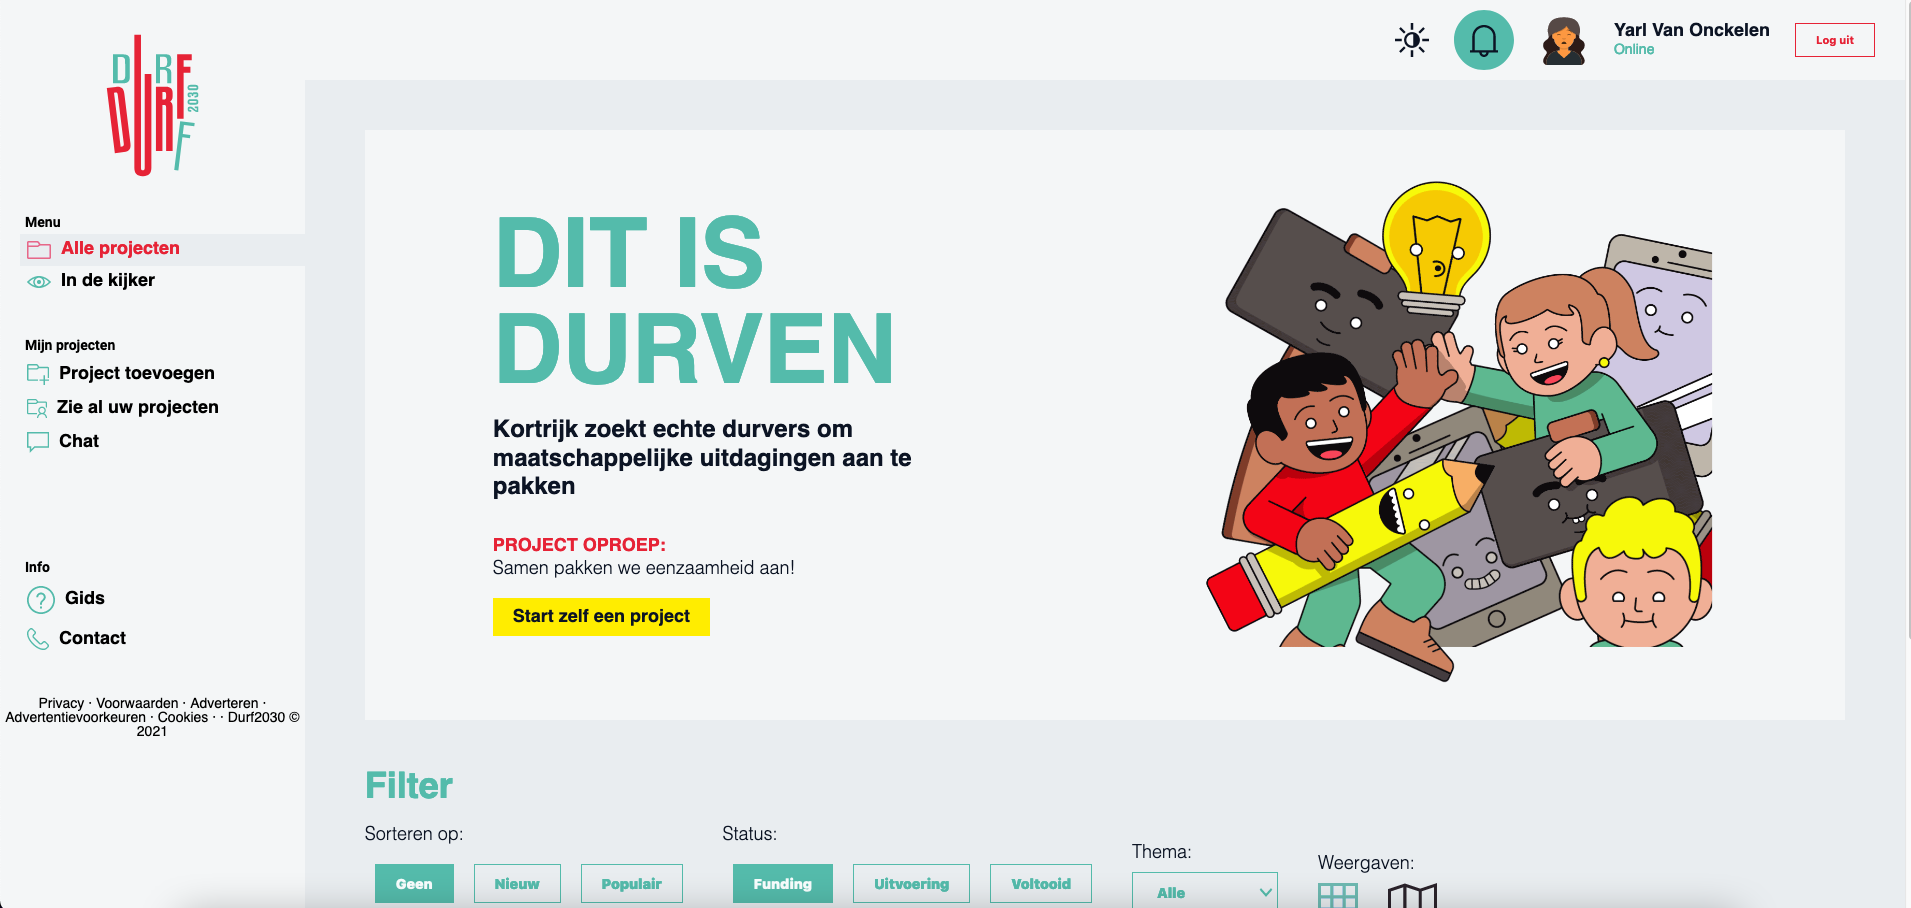 DURF
DURF
2030
F
Yarl Van Onckelen
Online
Log uit
Menu
Alle projecten
In de kijker
Mijn projecten
Project toevoegen
Zie al uw projecten
Chat
Info
Gids
Contact
Privacy · Voorwaarden · Adverteren ·
Advertentievoorkeuren · Cookies · · Durf2030 ©
2021
DIT IS
DURVEN
Kortrijk zoekt echte durvers om
maatschappelijke uitdagingen aan te
pakken
PROJECT OPROEP:
Samen pakken we eenzaamheid aan!
Start zelf een project
Filter
Sorteren op:
Geen
Nieuw
Populair
Status:
Funding
Uitvoering
Voltooid
Thema:
Alle
Weergaven: